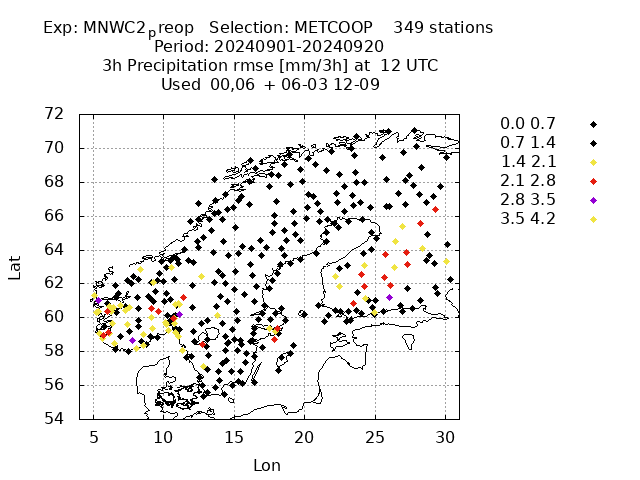 Exp: MNWC2preop   Selection: METCOOP    349 stations
Period: 20240901-20240920
3h Precipitation rmse [mm/3h] at  12 UTC
Used  00,06  + 06-03 12-09
72
70
68
66
64
62
60
58
56
54
5 10 15 20 25 30
Lat
Lon
0.0 0.7
0.7 1.4
1.4 2.1
2.1 2.8
2.8 3.5
3.5 4.2